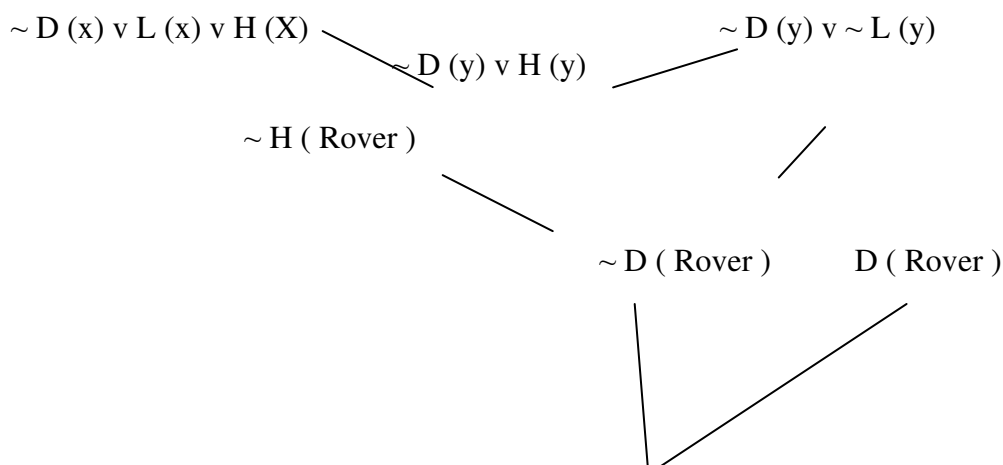 ~ D (x) v L (x) v H (X)
~ D (y) v ~ L (y)
~ D (y) v H (y)
~ H ( Rover )
~ D ( Rover )
D ( Rover )